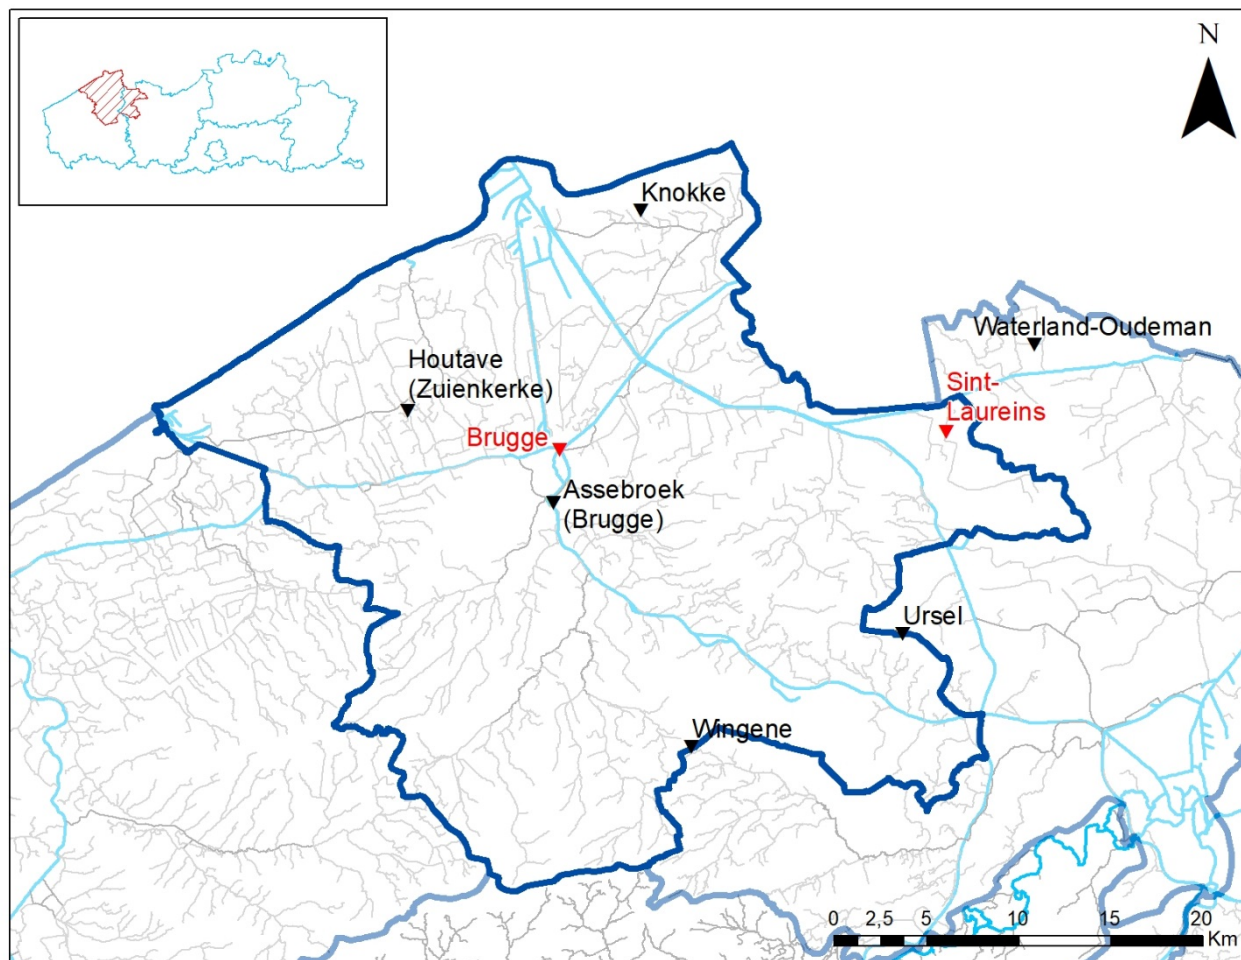 N
Knokke
Waterland-Oudeman
Houtave
(Zuienkerke)
Sint-
Laureins
Brugge
Assebroek
(Brugge)
Ursel
Wingene
0 2,5 5 10 15 20
Km